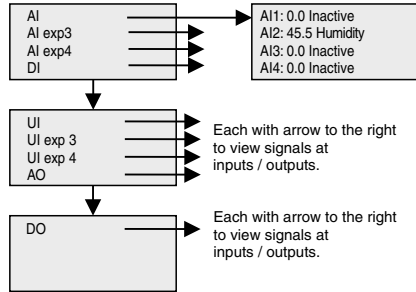 AI
AI exp3
AI exp4
DI
AI1: 0.0 Inactive
AI2: 45.5 Humidity
AI3: 0.0 Inactive
AI4: 0.0 Inactive
UI
UI exp 3
UI exp 4
AO
Each with arrow to the right
to view signals at
inputs / outputs.
DO
Each with arrow to the right
to view signals at
inputs / outputs.